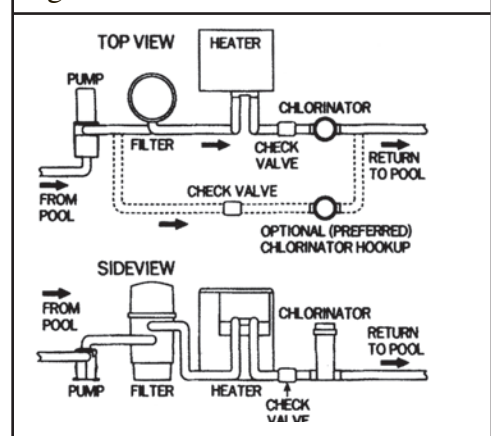 TOP VIEW
HEATER
PUMP
CHLORINATOR
FILTER
CHECK
VALVE
RETURN
TO POOL
FROM
POOL
CHECK VALVE
OPTIONAL (PREFERRED)
CHLORINATOR HOOKUP
SIDEVIEW
FROM
POOL
CHLORINATOR
RETURN
TO POOL
PUMP
FILTER
HEATER
CHECK
VALVE